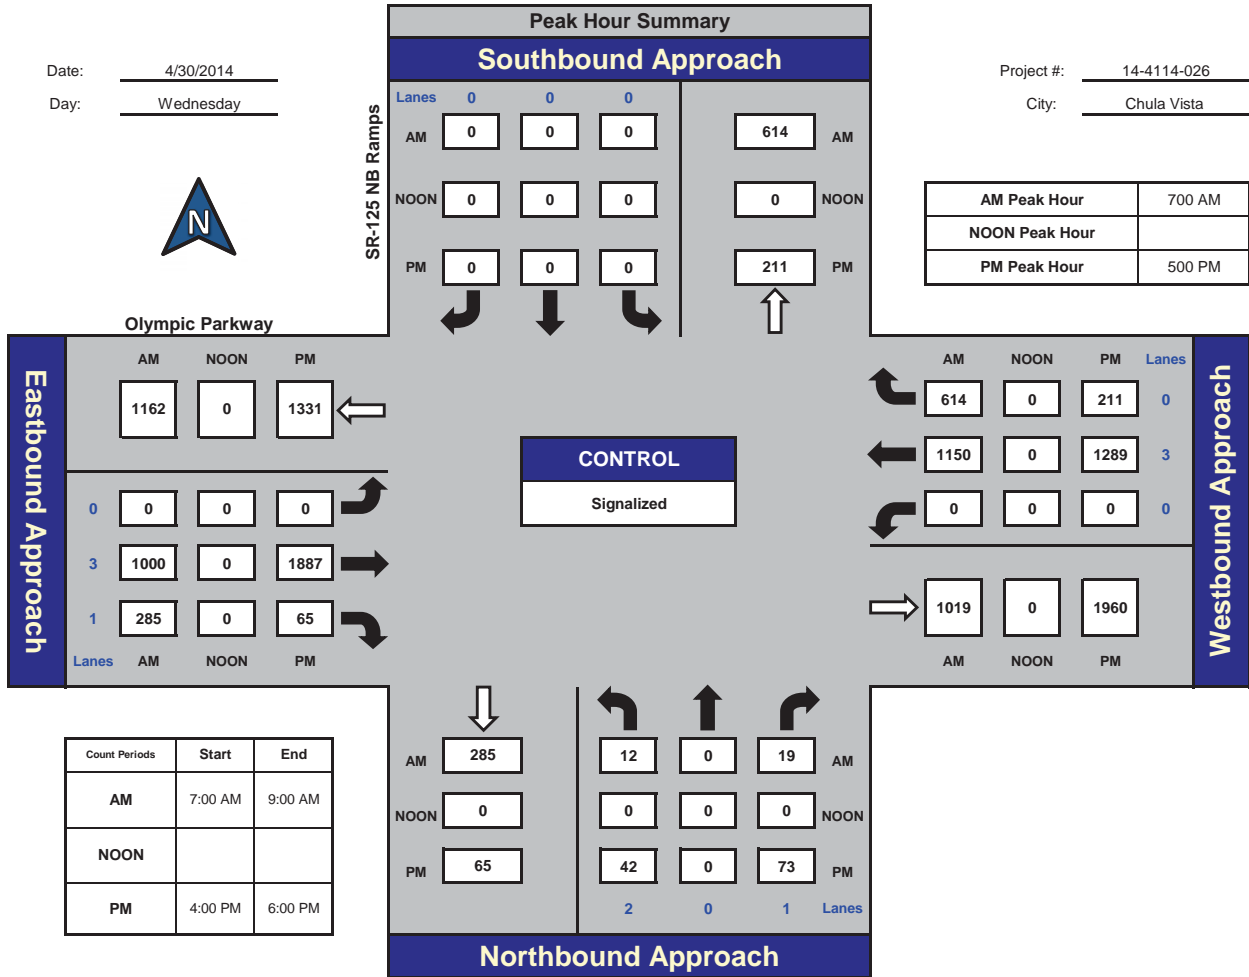 Peak Hour Summary
Southbound Approach
Date: 4/30/2014
Day: Wednesday
Project #: 14-4114-026
City: Chula Vista
N
SR-125 NB Ramps
Lanes 0 0 0
AM 0 0 0 614 AM
NOON 0 0 0 0 NOON
PM 0 0 0 211 PM
AM Peak Hour 700 AM
NOON Peak Hour
PM Peak Hour 500 PM
Olympic Parkway
Eastbound Approach
AM NOON PM
1162 0 1331
0 0 0 0
3 1000 0 1887
1 285 0 65
Lanes AM NOON PM
CONTROL
Signalized
AM NOON PM Lanes
614 0 211 0
1150 0 1289 3
0 0 0 0
1019 0 1960
AM NOON PM
Westbound Approach
Count Periods Start End
AM 7:00 AM 9:00 AM
NOON
PM 4:00 PM 6:00 PM
AM 285 12 0 19 AM
NOON 0 0 0 0 NOON
PM 65 42 0 73 PM
2 0 1 Lanes
Northbound Approach